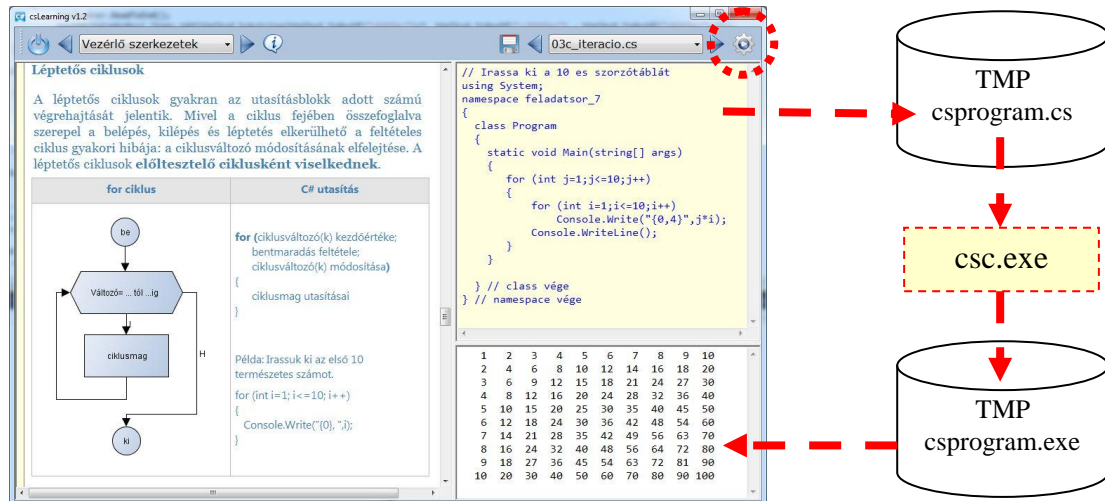 csLearning v1.2
Vezérlő szerkezetek
03c_iteracio.cs
Léptetős ciklusok
A léptetős ciklusok gyakran az utasításblokk adott számú
végrehajtását jelentik. Mivel a ciklus fejében összefoglalva
szerepel a belépés, kilépés és léptetés elkerülhető a feltételes
ciklus gyakori hibája: a ciklusváltozó módosításának elfelejtése. A
léptetős ciklusok előltesztelő ciklusként viselkednek.
for ciklus
C# utasítás
be
Változó= ... tól ...ig
I
ciklusmag
H
ki
for (ciklusváltozó(k) kezdőértéke;
bentmaradás feltétele;
ciklusváltozó(k) módosítása)
{
ciklusmag utasításai
}
Példa: Irassuk ki az első 10
természetes számot.
for (int i=1; i<=10; i++)
{
Console.Write("{0}, ",i);
}
// Irassa ki a 10 es szorzótáblát
using System;
namespace feladatsor_7
{
class Program
{
static void Main(string[] args)
{
for (int j=1;j<=10;j++)
{
for (int i=1;i<=10;i++)
Console.Write("{0,4}",j*i);
Console.WriteLine();
}
}
} // class vége
} // namespace vége
1 2 3 4 5 6 7 8 9 10
2 4 6 8 10 12 14 16 18 20
3 6 9 12 15 18 21 24 27 30
4 8 12 16 20 24 28 32 36 40
5 10 15 20 25 30 35 40 45 50
6 12 18 24 30 36 42 48 54 60
7 14 21 28 35 42 49 56 63 70
8 16 24 32 40 48 56 64 72 80
9 18 27 36 45 54 63 72 81 90
10 20 30 40 50 60 70 80 90 100
TMP
csprogram.cs
csc.exe
TMP
csprogram.exe